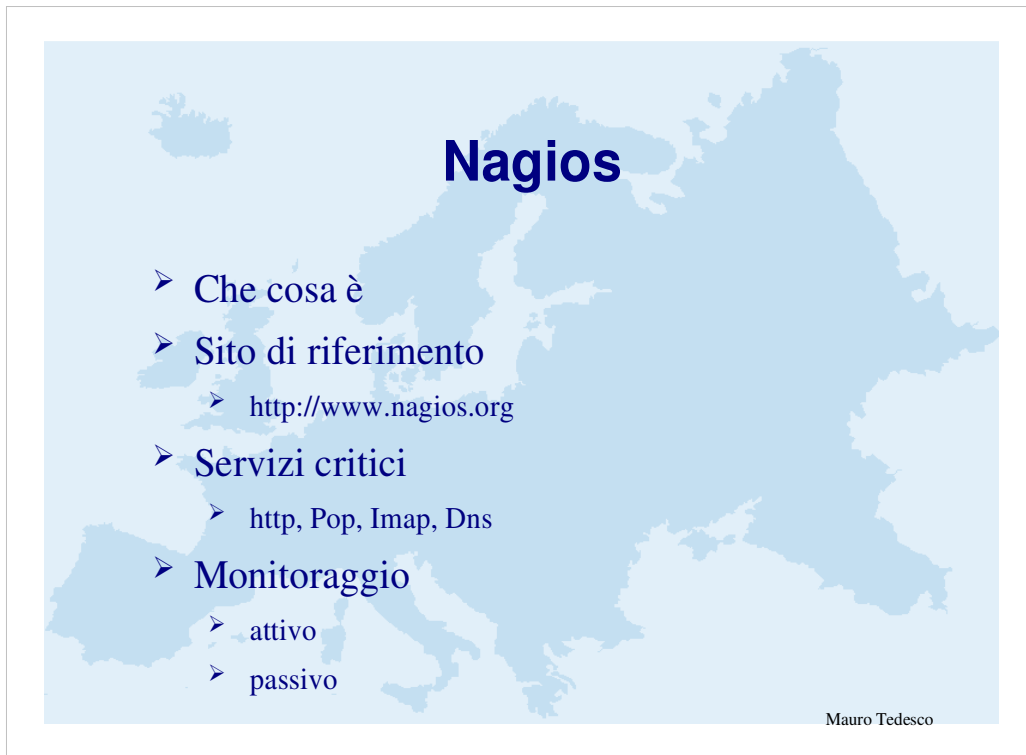 Nagios
Che cosa è
Sito di riferimento
http://www.nagios.org
Servizi critici
http, Pop, Imap, Dns
Monitoraggio
attivo
passivo
Mauro Tedesco